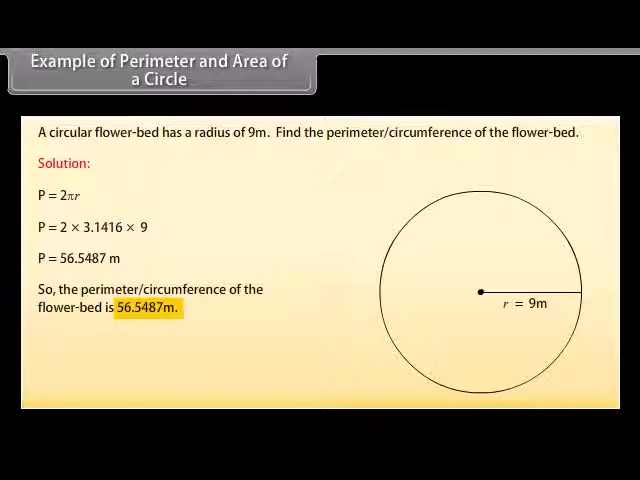 Example of Perimeter and Area of
a Circle
A circular flower-bed has a radius of 9m. Find the perimeter/circumference of the flower-bed.
Solution:
P = 2πr
P = 2 × 3.1416 × 9
P = 56.5487 m
So, the perimeter/circumference of the
flower-bed is 56.5487m.
r = 9m